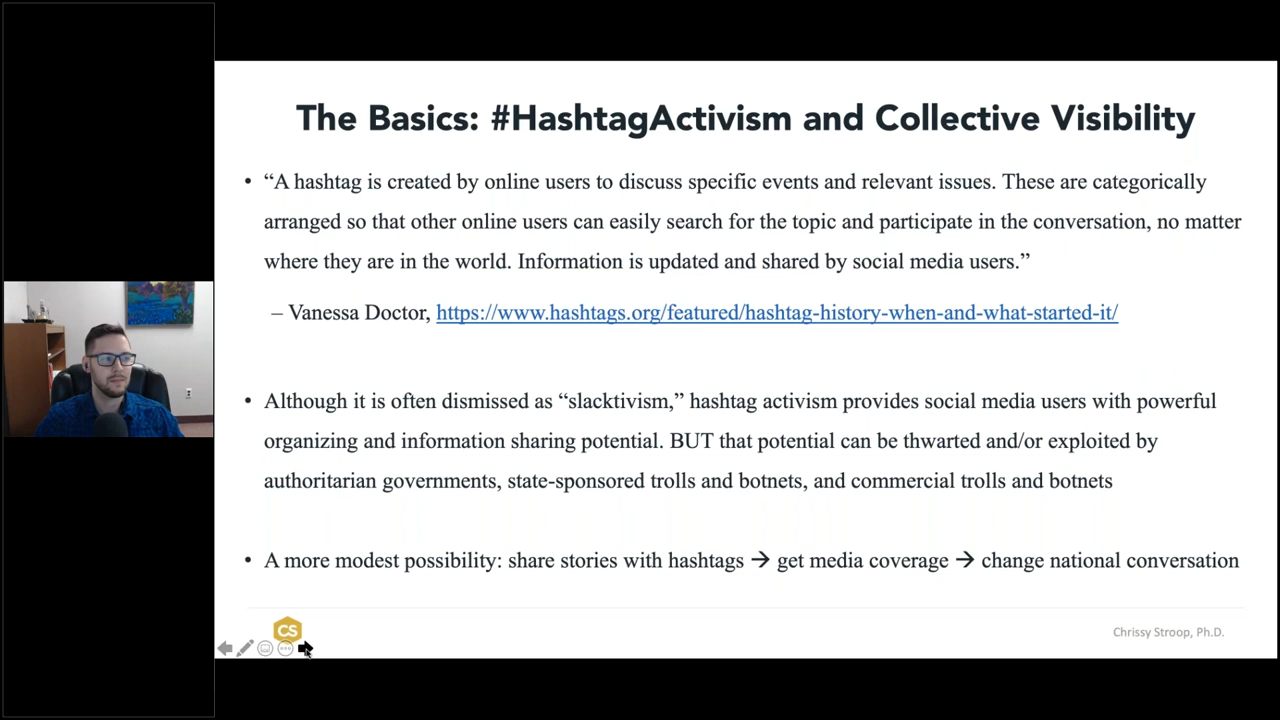 The Basics: #HashtagActivism and Collective Visibility
• “A hashtag is created by online users to discuss specific events and relevant issues. These are categorically
arranged so that other online users can easily search for the topic and participate in the conversation, no matter
where they are in the world. Information is updated and shared by social media users.”
– Vanessa Doctor, https://www.hashtags.org/featured/hashtag-history-when-and-what-started-it/
• Although it is often dismissed as “slacktivism,” hashtag activism provides social media users with powerful
organizing and information sharing potential. BUT that potential can be thwarted and/or exploited by
authoritarian governments, state-sponsored trolls and botnets, and commercial trolls and botnets
• A more modest possibility: share stories with hashtags → get media coverage → change national conversation
CS
Chrissy Stroop, Ph.D.